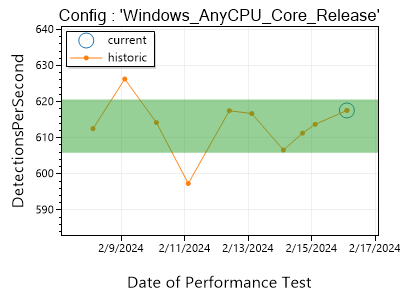 Config : 'Windows_AnyCPU_Core_Release'
current
historic
DetectionsPerSecond
640
630
620
610
600
590
2/9/2024
2/11/2024
2/13/2024
2/15/2024
2/17/2024
Date of Performance Test